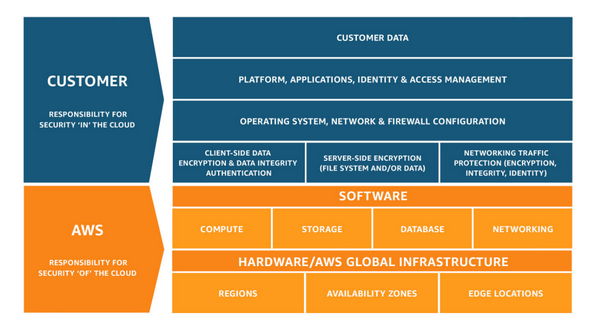 CUSTOMER
RESPONSIBILITY FOR
SECURITY ‘IN’ THE CLOUD
CUSTOMER DATA
PLATFORM, APPLICATIONS, IDENTITY & ACCESS MANAGEMENT
OPERATING SYSTEM, NETWORK & FIREWALL CONFIGURATION
CLIENT-SIDE DATA
ENCRYPTION & DATA INTEGRITY
AUTHENTICATION
SERVER-SIDE ENCRYPTION
(FILE SYSTEM AND/OR DATA)
NETWORKING TRAFFIC
PROTECTION (ENCRYPTION,
INTEGRITY, IDENTITY)
AWS
RESPONSIBILITY FOR
SECURITY ‘OF’ THE CLOUD
SOFTWARE
COMPUTE
STORAGE
DATABASE
NETWORKING
HARDWARE/AWS GLOBAL INFRASTRUCTURE
REGIONS
AVAILABILITY ZONES
EDGE LOCATIONS